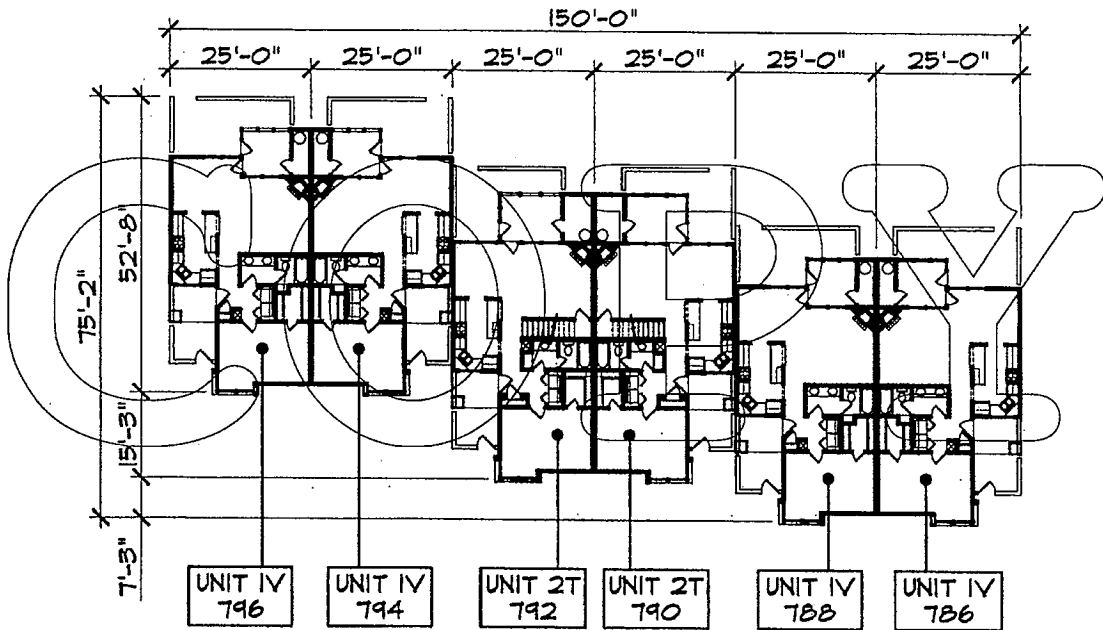 150'-0"
25'-0" 25'-0" 25'-0" 25'-0" 25'-0" 25'-0"
75'-2"
52'-8"
15'-3"
7'-3"
UNIT 1V
796
UNIT 1V
794
UNIT 2T
792
UNIT 2T
790
UNIT 1V
788
UNIT 1V
786
COPY